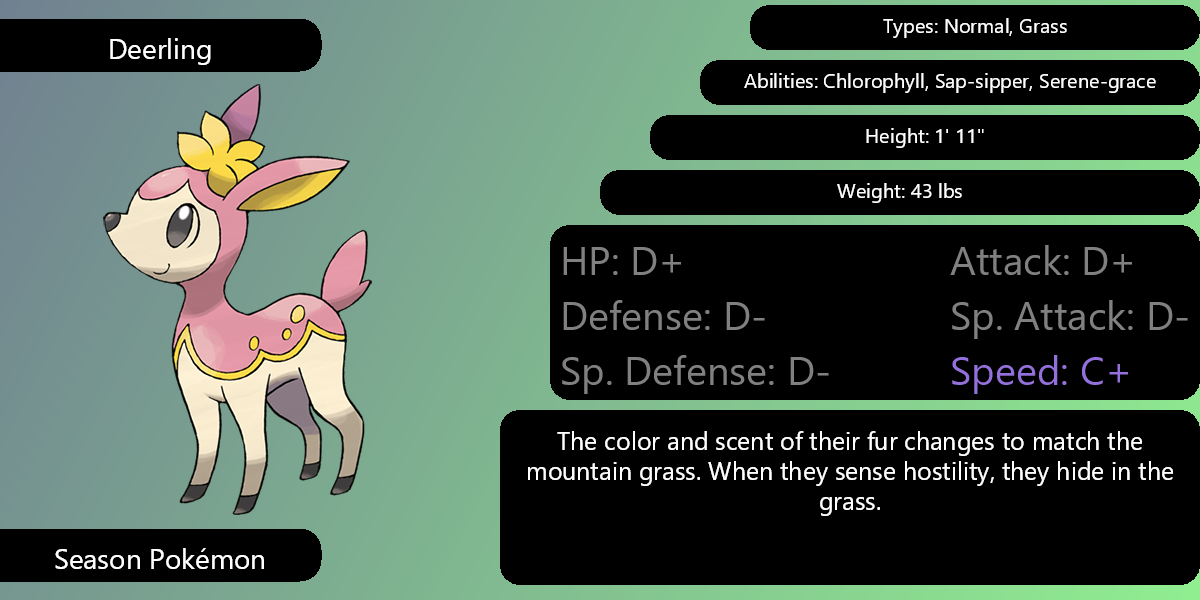 Deerling
Types: Normal, Grass
Abilities: Chlorophyll, Sap-sipper, Serene-grace
Height: 1' 11"
Weight: 43 lbs
HP: D+
Attack: D+
Defense: D-
Sp. Attack: D-
Sp. Defense: D-
Speed: C+
The color and scent of their fur changes to match the
mountain grass. When they sense hostility, they hide in the
grass.
Season Pokémon